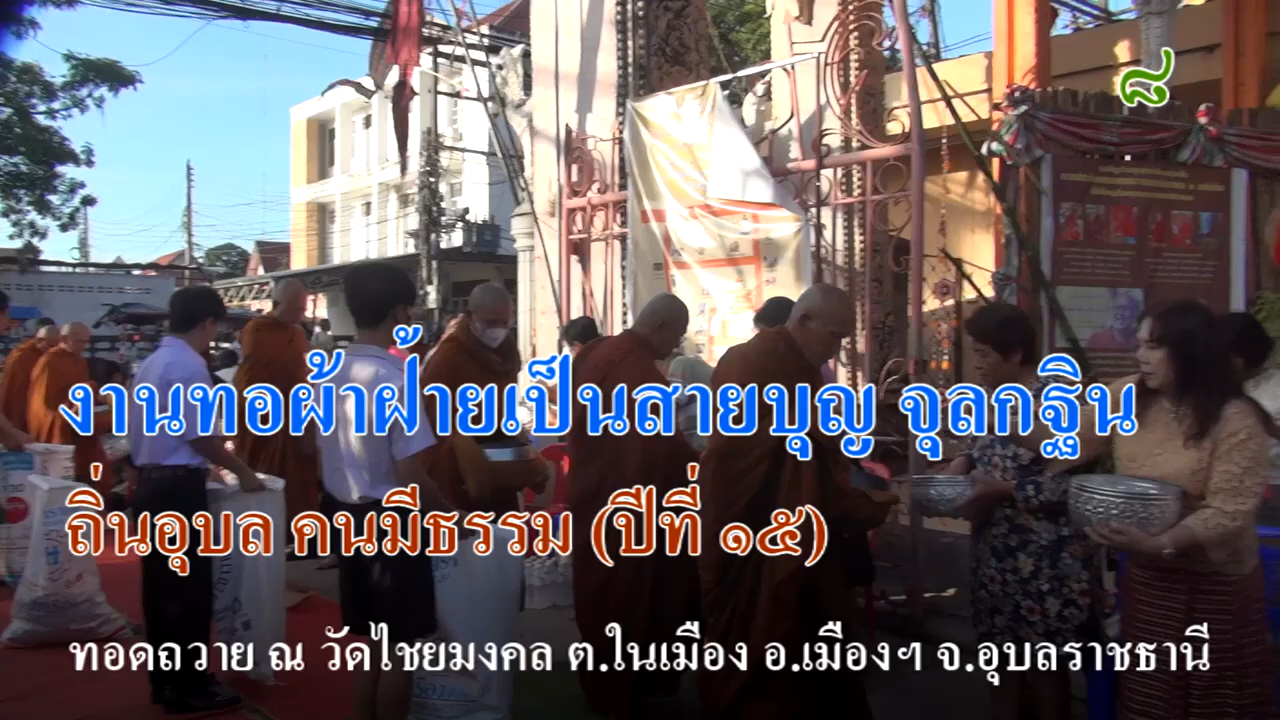 ๘
งานทอผ้าฝ้ายเป็นสายบุญ จุลกฐิน
ถิ่นอุบล คนมีธรรม (ปีที่ ๑๕)
ทอดถวาย ณ วัดไชยมงคล ต.ในเมือง อ.เมืองฯ จ.อุบลราชธานี